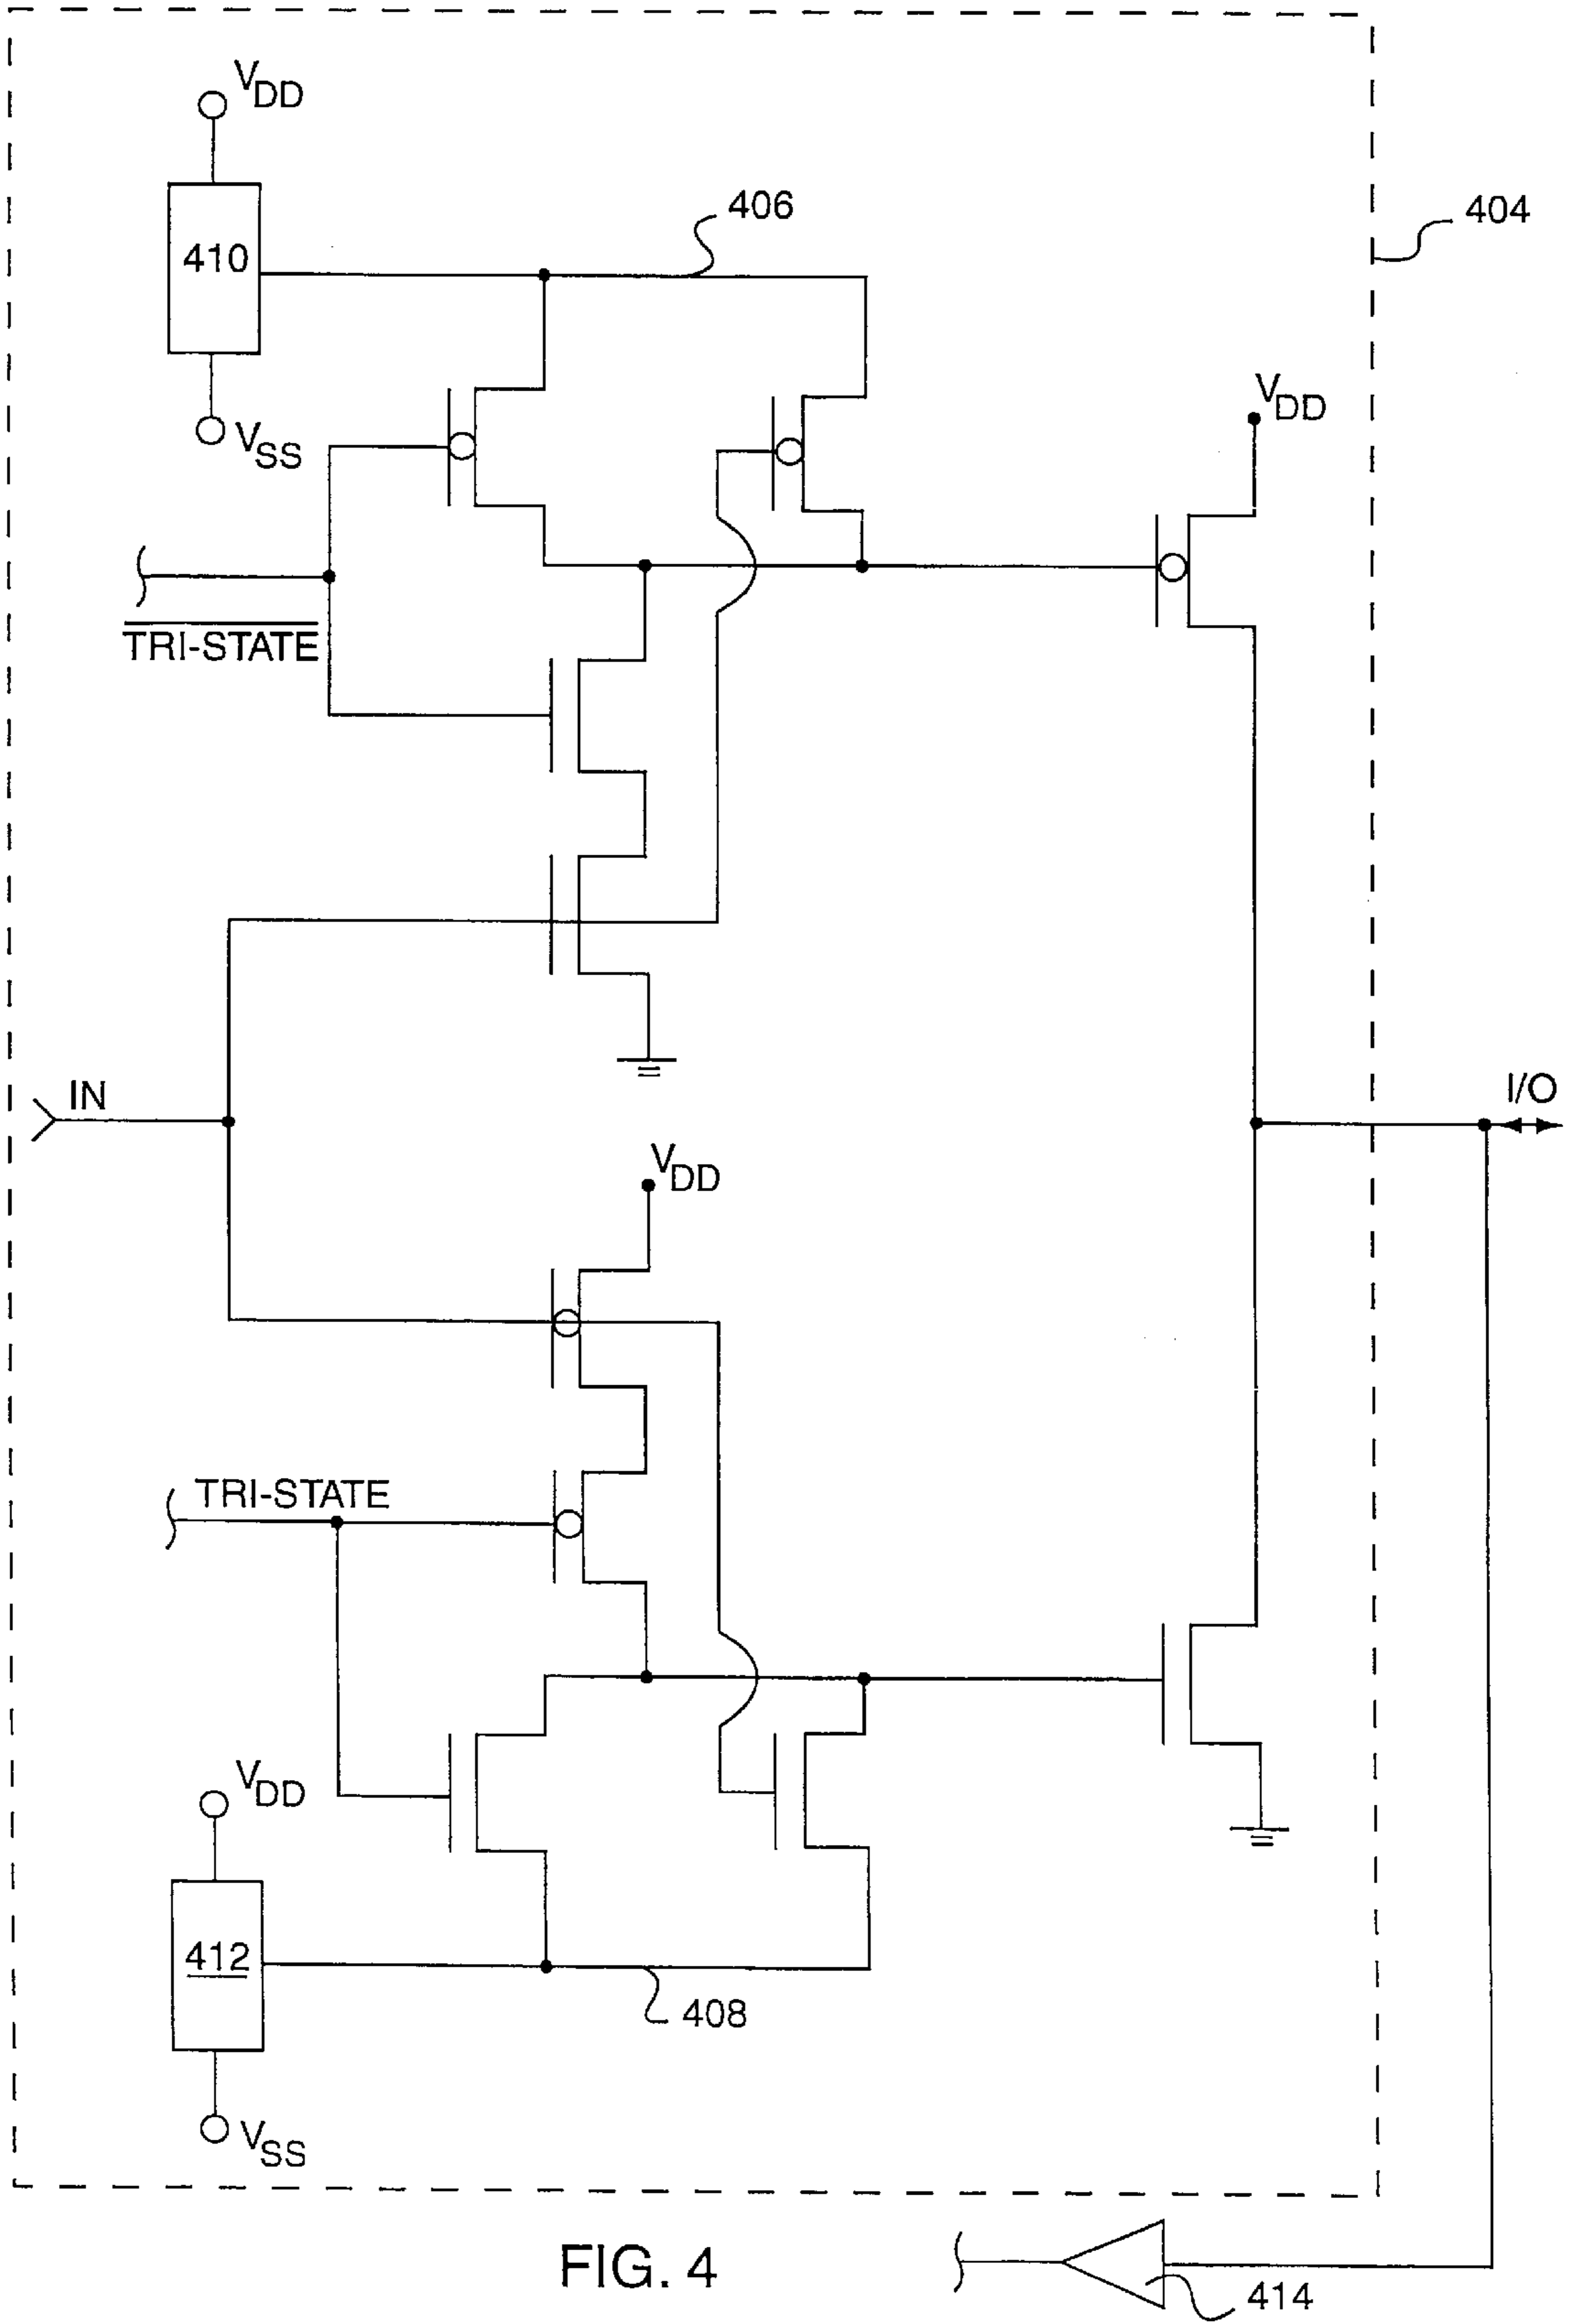 VDD
406
404
410
VDD
VSS
TRI-STATE
IN
I/O
VDD
TRI-STATE
VDD
412
408
VSS
FIG. 4
414